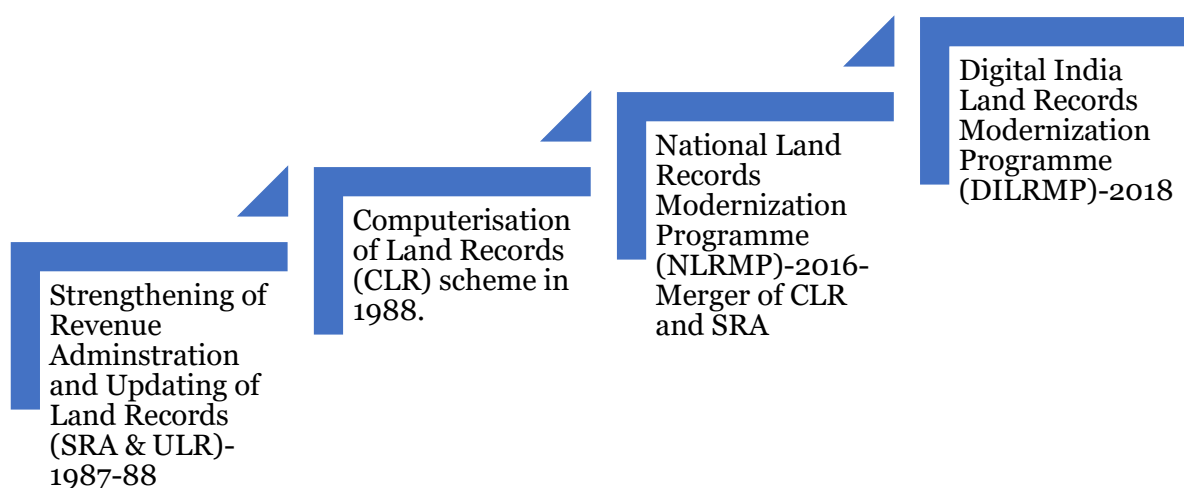 Strengthening of
Revenue
Adminstration
and Updating of
Land Records
(SRA & ULR)-
1987-88
Computerisation
of Land Records
(CLR) scheme in
1988.
National Land
Records
Modernization
Programme
(NLRMP)-2016-
Merger of CLR
and SRA
Digital India
Land Records
Modernization
Programme
(DILRMP)-2018